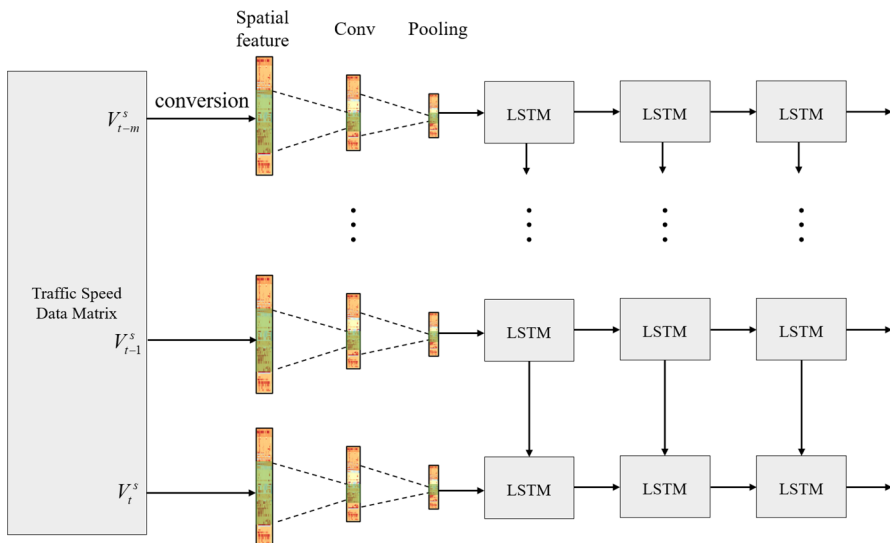 Spatial
feature
Conv
Pooling
conversion
V^s_{t-m}
LSTM
LSTM
LSTM
Traffic Speed
Data Matrix
V^s_{t-1}
LSTM
LSTM
LSTM
V^s_t
LSTM
LSTM
LSTM